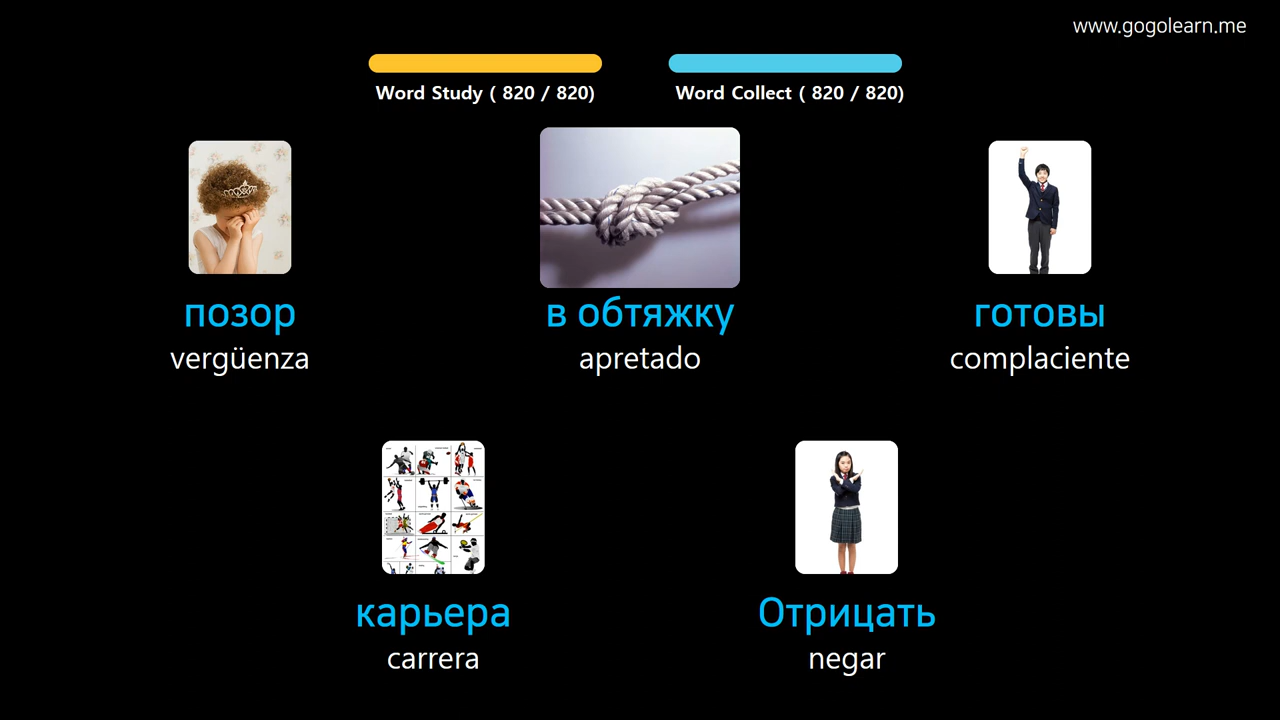 www.gogolearn.me
Word Study ( 820 / 820)
Word Collect ( 820 / 820)
позор
vergüenza
в обтяжку
apretado
готовы
complaciente
карьера
carrera
Отрицать
negar